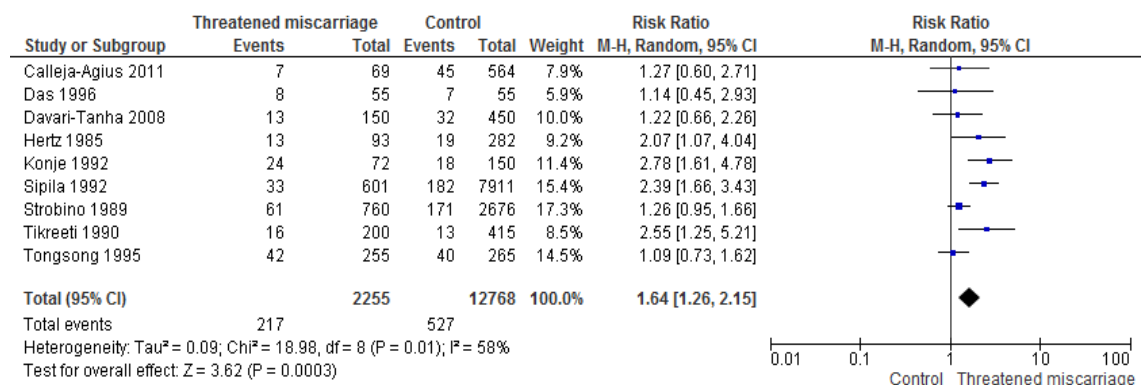 Threatened miscarriage Control Risk Ratio Risk Ratio
Study or Subgroup Events Total Events Total Weight M-H, Random, 95% CI M-H, Random, 95% CI
Calleja-Agius 2011 7 69 45 564 7.9% 1.27 [0.60, 2.71]
Das 1996 8 55 7 55 5.9% 1.14 [0.45, 2.93]
Davari-Tanha 2008 13 150 32 450 10.0% 1.22 [0.66, 2.26]
Hertz 1985 13 93 19 282 9.2% 2.07 [1.07, 4.04]
Konje 1992 24 72 18 150 11.4% 2.78 [1.61, 4.78]
Sipila 1992 33 601 182 7911 15.4% 2.39 [1.66, 3.43]
Strobino 1989 61 760 171 2676 17.3% 1.26 [0.95, 1.66]
Tikreeti 1990 16 200 13 415 8.5% 2.55 [1.25, 5.21]
Tongsong 1995 42 255 40 265 14.5% 1.09 [0.73, 1.62]
Total (95% CI) 2255 12768 100.0% 1.64 [1.26, 2.15]
Total events 217 527
Heterogeneity: Tau² = 0.09; Chi² = 18.98, df = 8 (P = 0.01); I² = 58%
Test for overall effect: Z = 3.62 (P = 0.0003)
0.01 0.1 1 10 100
Control Threatened miscarriage